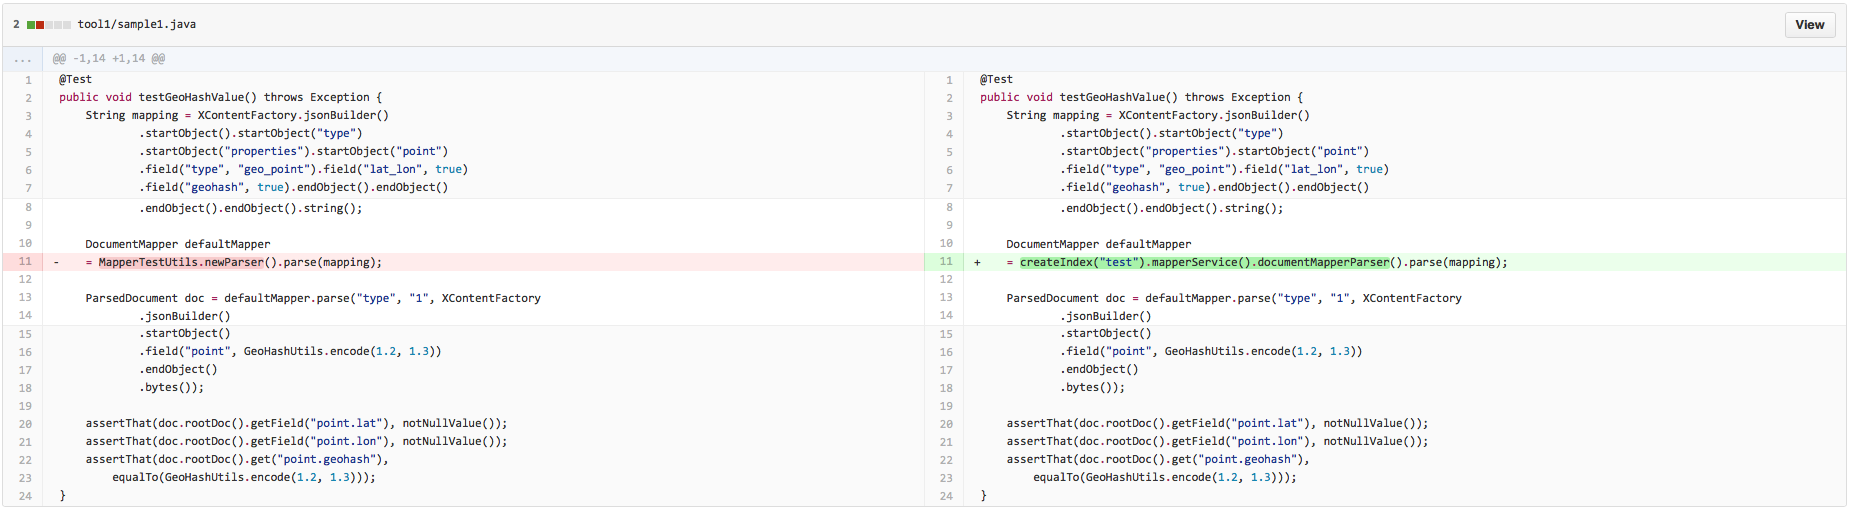 2 tool1/sample1.java View
... @@ -1,14 +1,14 @@
1 @Test
2 public void testGeoHashValue() throws Exception {
3 String mapping = XContentFactory.jsonBuilder()
4 .startObject().startObject("type")
5 .startObject("properties").startObject("point")
6 .field("type", "geo_point").field("lat_lon", true)
7 .field("geohash", true).endObject().endObject()
8 .endObject().endObject().string();
9
10 DocumentMapper defaultMapper
11 - = MapperTestUtils.newParser().parse(mapping);
12
13 ParsedDocument doc = defaultMapper.parse("type", "1", XContentFactory
14 .jsonBuilder()
15 .startObject()
16 .field("point", GeoHashUtils.encode(1.2, 1.3))
17 .endObject()
18 .bytes());
19
20 assertThat(doc.rootDoc().getField("point.lat"), notNullValue());
21 assertThat(doc.rootDoc().getField("point.lon"), notNullValue());
22 assertThat(doc.rootDoc().get("point.geohash"),
23 equalTo(GeoHashUtils.encode(1.2, 1.3)));
24 }
1 @Test
2 public void testGeoHashValue() throws Exception {
3 String mapping = XContentFactory.jsonBuilder()
4 .startObject().startObject("type")
5 .startObject("properties").startObject("point")
6 .field("type", "geo_point").field("lat_lon", true)
7 .field("geohash", true).endObject().endObject()
8 .endObject().endObject().string();
9
10 DocumentMapper defaultMapper
11 + = createIndex("test").mapperService().documentMapperParser().parse(mapping);
12
13 ParsedDocument doc = defaultMapper.parse("type", "1", XContentFactory
14 .jsonBuilder()
15 .startObject()
16 .field("point", GeoHashUtils.encode(1.2, 1.3))
17 .endObject()
18 .bytes());
19
20 assertThat(doc.rootDoc().getField("point.lat"), notNullValue());
21 assertThat(doc.rootDoc().getField("point.lon"), notNullValue());
22 assertThat(doc.rootDoc().get("point.geohash"),
23 equalTo(GeoHashUtils.encode(1.2, 1.3)));
24 }